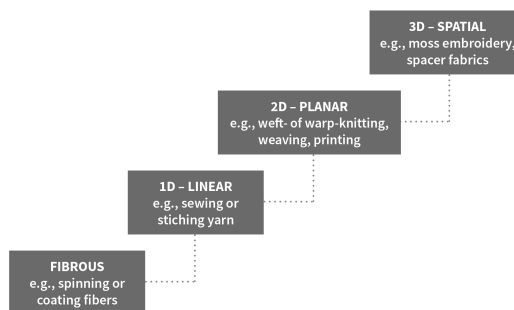 3D – SPATIAL
e.g., moss embroidery,
spacer fabrics
2D – PLANAR
e.g., weft- of warp-knitting,
weaving, printing
1D – LINEAR
e.g., sewing or
stiching yarn
FIBROUS
e.g., spinning or
coating fibers